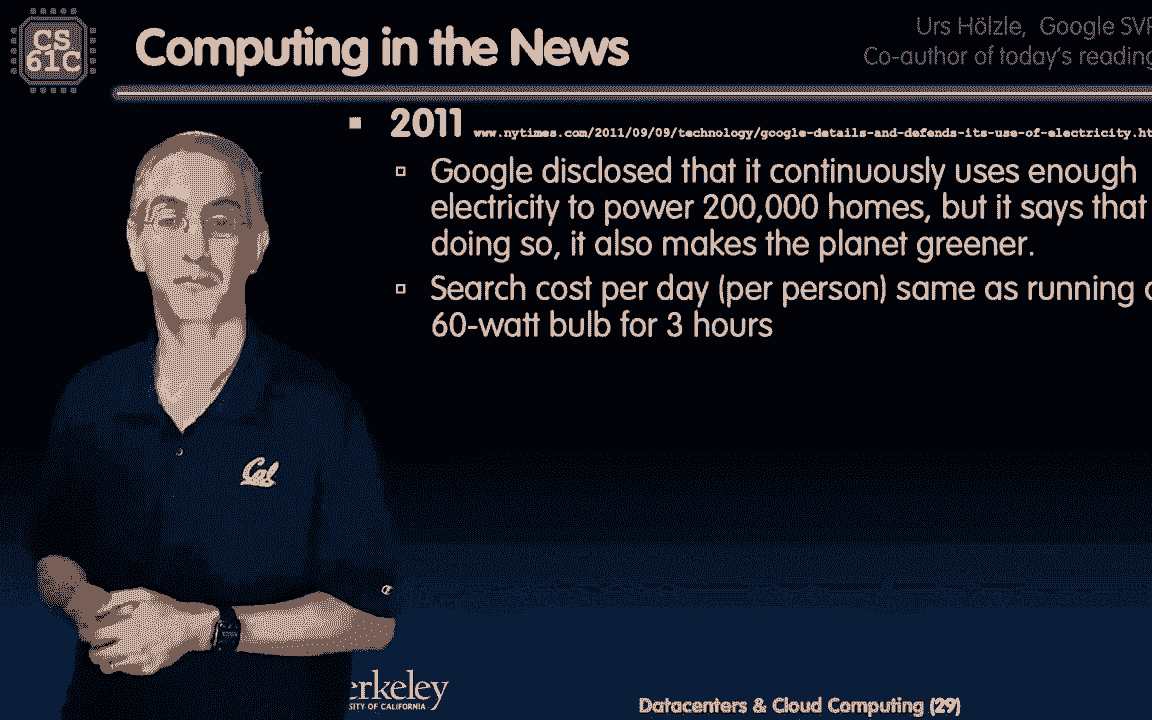 CS
61C
Computing in the News
Urs Hölzle, Google SVP
Co-author of today's reading
2011 www.nytimes.com/2011/09/09/technology/google-details-and-defends-its-use-of-electricity.ht
Google disclosed that it continuously uses enough
electricity to power 200,000 homes, but it says that
doing so, it also makes the planet greener.
Search cost per day (per person) same as running
60-watt bulb for 3 hours
Cal
erkeley
SITY OF CALIFORNIA
Datacenters & Cloud Computing (29)